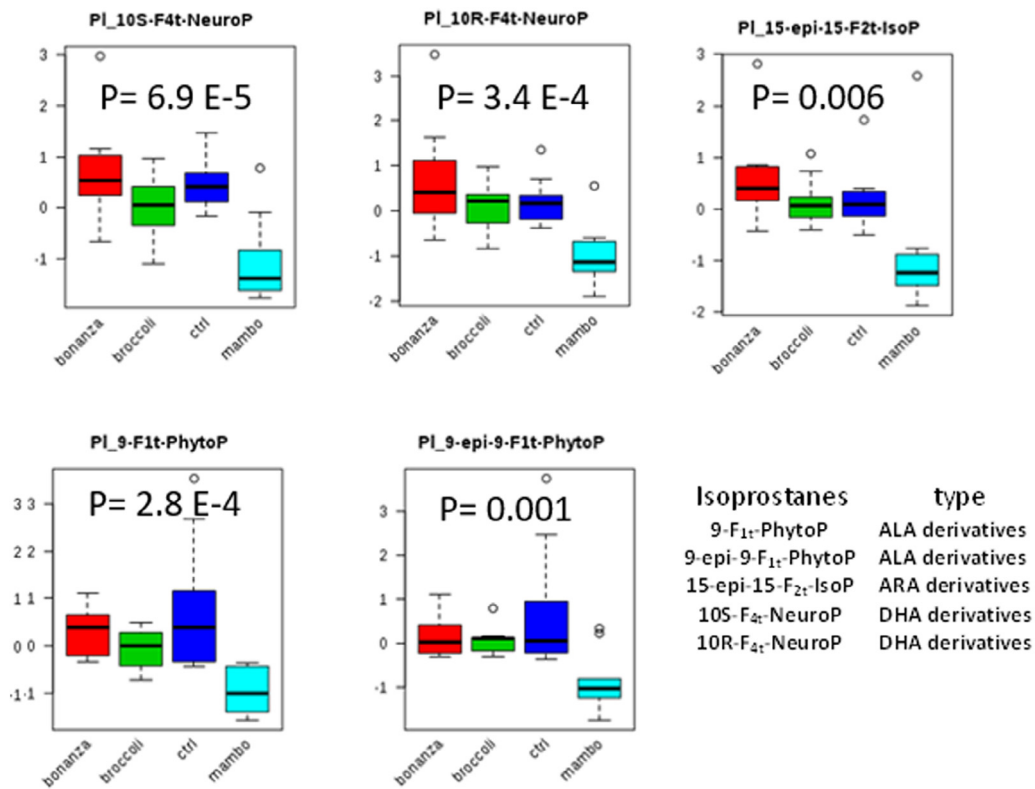 Pl_10S-F4t-NeuroP
P= 6.9 E-5
3
2
1
0
-1
bonanza
broccoli
ctrl
mambo
Pl_10R-F4t-NeuroP
P= 3.4 E-4
3
2
1
0
-1
-2
bonanza
broccoli
ctrl
mambo
Pl_15-epi-15-F2t-IsoP
P= 0.006
3
2
1
0
-1
-2
bonanza
broccoli
ctrl
mambo
Pl_9-F1t-PhytoP
P= 2.8 E-4
3 3
2 2
1 1
0 0
-1-1
bonanza
broccoli
ctrl
mambo
Pl_9-epi-9-F1t-PhytoP
P= 0.001
3
2
1
0
-1
bonanza
broccoli
ctrl
mambo
Isoprostanes type
9-F1t-PhytoP ALA derivatives
9-epi-9-F1t-PhytoP ALA derivatives
15-epi-15-F2t-IsoP ARA derivatives
10S-F4t-NeuroP DHA derivatives
10R-F4t-NeuroP DHA derivatives